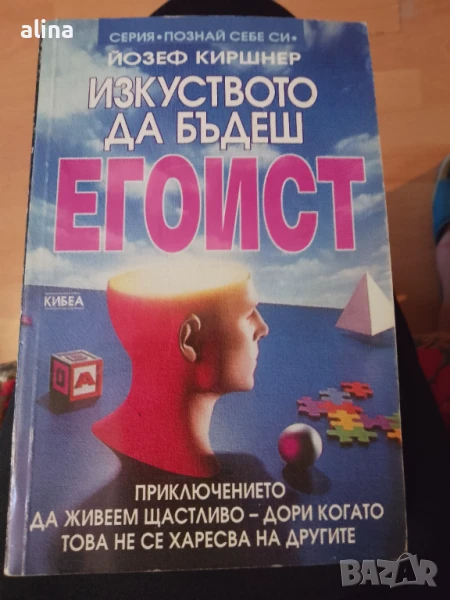 alina
СЕРИЯ • ПОЗНАЙ СЕБЕ СИ •
ЙОЗЕФ КИРШНЕР
ИЗКУСТВОТО
ДА БЪДЕШ
ЕГОИСТ
КИБЕА
А
ПРИКЛЮЧЕНИЕТО
ДА ЖИВЕЕМ ЩАСТЛИВО – ДОРИ КОГАТО
ТОВА НЕ СЕ ХАРЕСВА НА ДРУГИТЕ
BAZAR